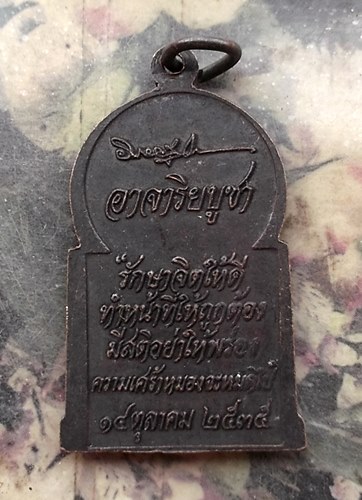 อาจาริยบูชา
"รักษาจิตให้ดี
ทำหน้าที่ให้ถูกต้อง
มีสติอย่าให้พร่อง
ความเศร้าหมองจะหมดไป"
๑๔ ตุลาคม ๒๕๓๕